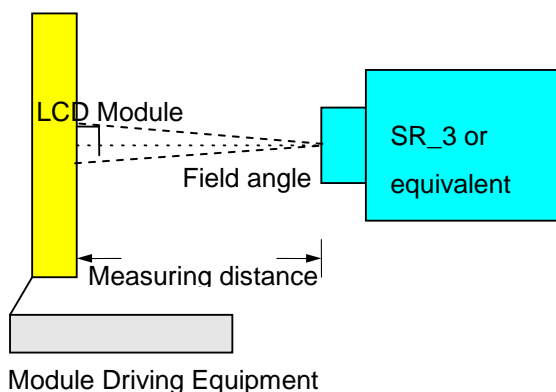 LCD Module
SR_3 or
equivalent
Field angle
Measuring distance
Module Driving Equipment